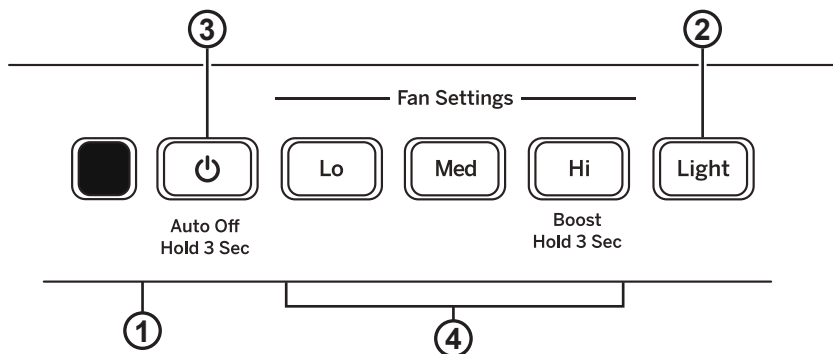 3
2
Fan Settings
Lo
Med
Hi
Light
Auto Off
Hold 3 Sec
Boost
Hold 3 Sec
1
4